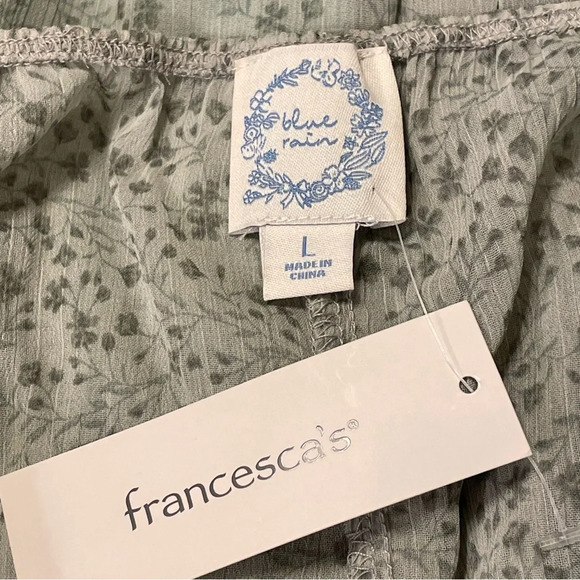 blue
rain
L
MADE IN
CHINA
francesca's®